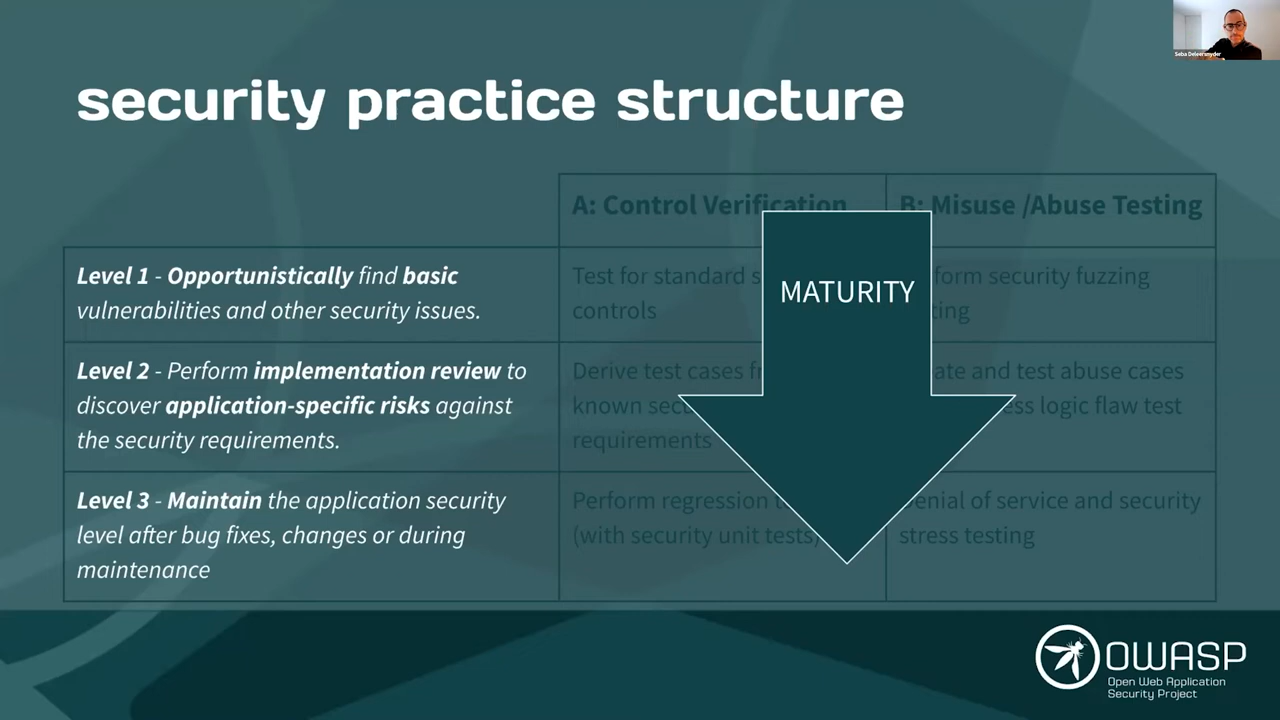 Seba Deleersnyder
security practice structure
A: Control Verification
B: Misuse /Abuse Testing
Level 1 - Opportunistically find basic
vulnerabilities and other security issues.
Test for standard
controls
form security fuzzing
ting
Level 2 - Perform implementation review to
discover application-specific risks against
the security requirements.
Derive test cases
known
requirements
ate and test abuse cases
ess logic flaw test
Level 3 - Maintain the application security
level after bug fixes, changes or during
maintenance
Perform regression
(with security unit tests)
Denial of service and security
stress testing
MATURITY
OWASP
Open Web Application
Security Project